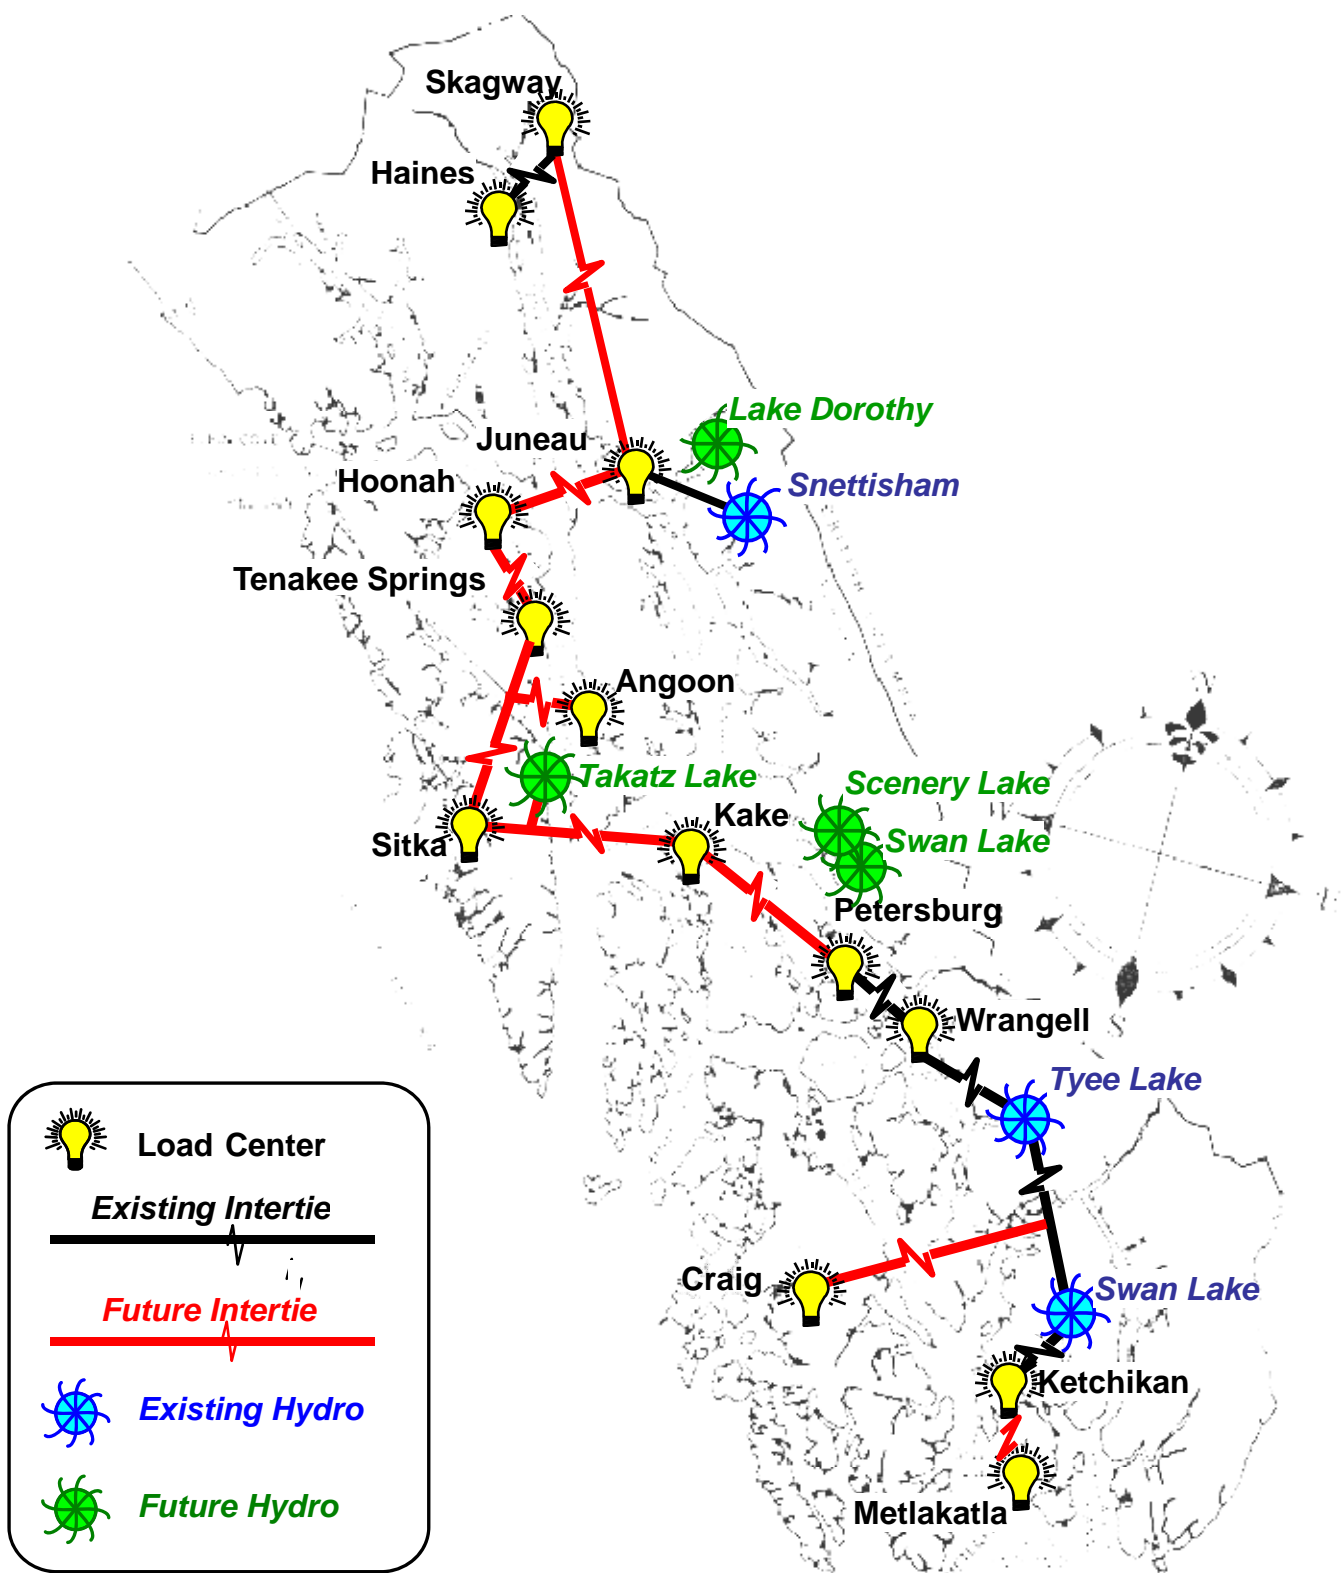 Skagway
Haines
Lake Dorothy
Juneau
Hoonah
Snettisham
Tenakee Springs
Angoon
Takatz Lake
Scenery Lake
Kake
Swan Lake
Sitka
Petersburg
Wrangell
Tyee Lake
Craig
Swan Lake
Ketchikan
Metlakatla
Load Center
Existing Intertie
Future Intertie
Existing Hydro
Future Hydro